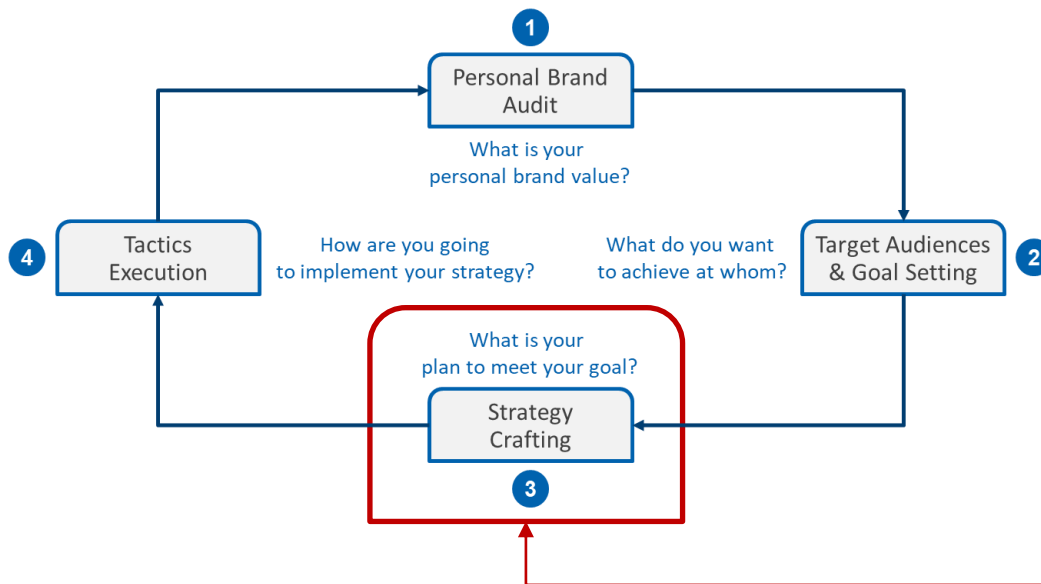 1
Personal Brand
Audit
What is your
personal brand value?
4
Tactics
Execution
How are you going
to implement your strategy?
What do you want
to achieve at whom?
Target Audiences
& Goal Setting
2
What is your
plan to meet your goal?
Strategy
Crafting
3